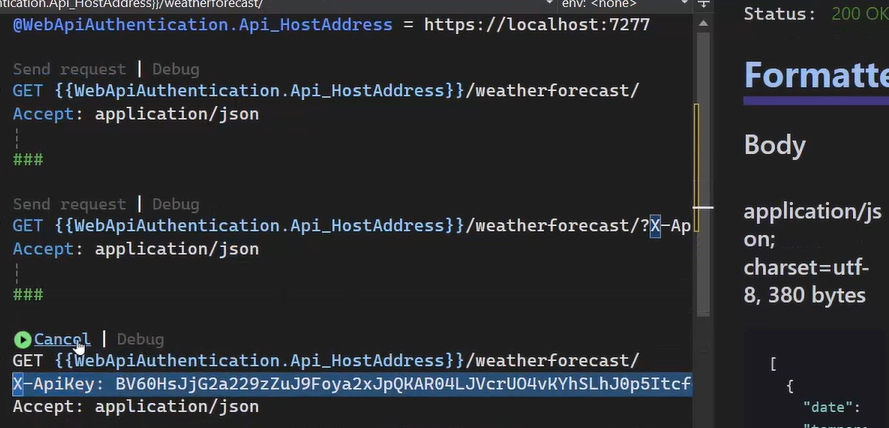 ntication.Api_HostAddress}}/weatherforecast/
env: <none>
@WebApiAuthentication.Api_HostAddress = https://localhost:7277
Send request | Debug
GET {{WebApiAuthentication.Api_HostAddress}}/weatherforecast/
Accept: application/json
###
Send request | Debug
GET {{WebApiAuthentication.Api_HostAddress}}/weatherforecast/?X-Ap
Accept: application/json
###
Cancel | Debug
GET {{WebApiAuthentication.Api_HostAddress}}/weatherforecast/
X-ApiKey: BV60HsJjG2a229zZuJ9Foya2xJpQKAR04LJVcrUO4vKYhSLhJ0p5Itcf
Accept: application/json
Status: 200 OK
Formatte
Body
application/js
on;
charset=utf-
8, 380 bytes
[
{
"date":